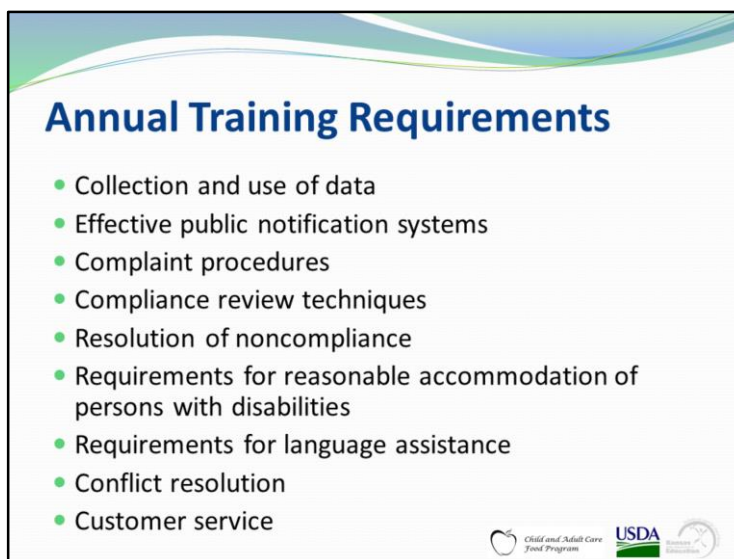 Annual Training Requirements
• Collection and use of data
• Effective public notification systems
• Complaint procedures
• Compliance review techniques
• Resolution of noncompliance
• Requirements for reasonable accommodation of
persons with disabilities
• Requirements for language assistance
• Conflict resolution
• Customer service
Child and Adult Care
Food Program
USDA
Kansas
Education